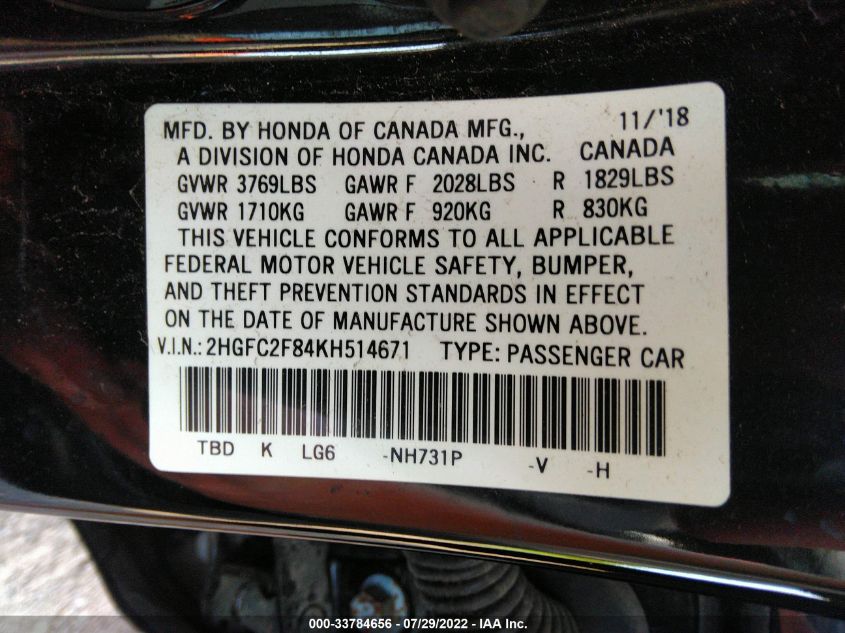 MFD. BY HONDA OF CANADA MFG., 11/'18
A DIVISION OF HONDA CANADA INC. CANADA
GVWR 3769LBS GAWR F 2028LBS R 1829LBS
GVWR 1710KG GAWR F 920KG R 830KG
THIS VEHICLE CONFORMS TO ALL APPLICABLE
FEDERAL MOTOR VEHICLE SAFETY, BUMPER,
AND THEFT PREVENTION STANDARDS IN EFFECT
ON THE DATE OF MANUFACTURE SHOWN ABOVE.
V.I.N.: 2HGFC2F84KH514671 TYPE: PASSENGER CAR
TBD K LG6 -NH731P -V -H
000-33784656 / 07/29/2022 - IAA Inc.